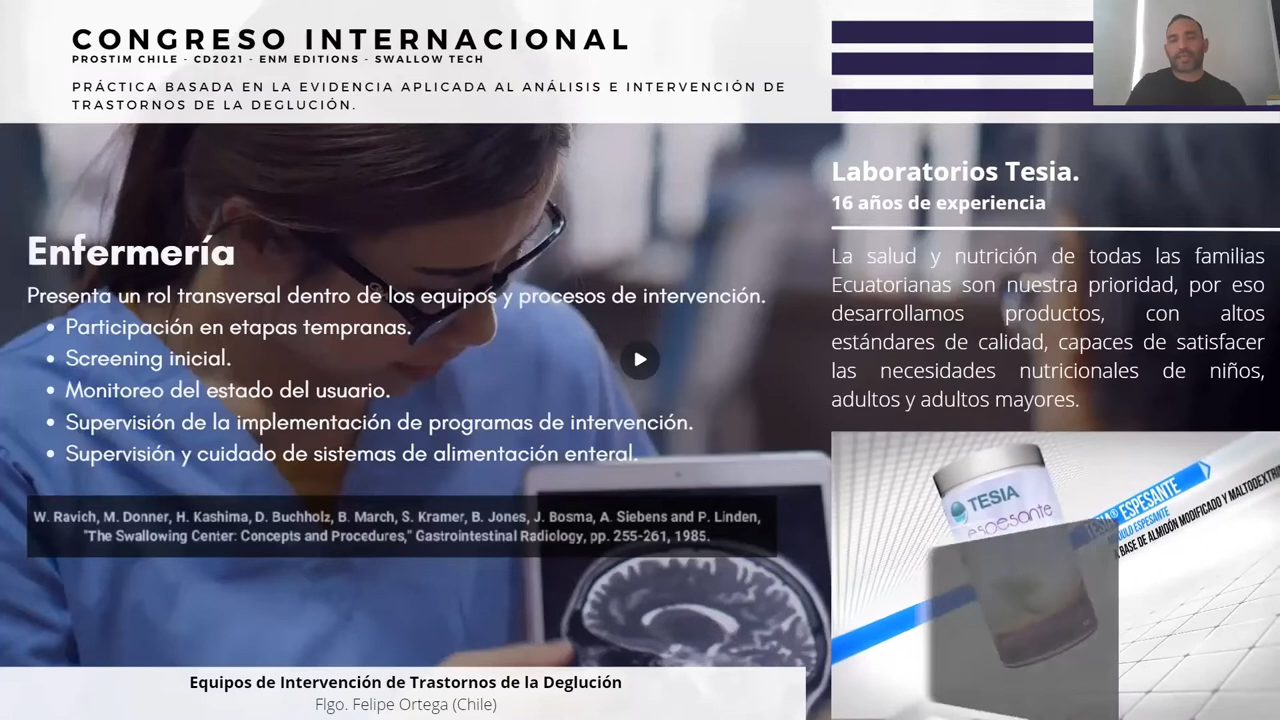 CONGRESO INTERNACIONAL
PROSTIM CHILE - CD2021 - ENM EDITIONS - SWALLOW TECH
PRÁCTICA BASADA EN LA EVIDENCIA APLICADA AL ANÁLISIS E INTERVENCIÓN DE
TRASTORNOS DE LA DEGLUCIÓN.
Enfermería
Presenta un rol transversal dentro de los equipos y procesos de intervención.
• Participación en etapas tempranas.
• Screening inicial.
• Monitoreo del estado del usuario.
• Supervisión de la implementación de programas de intervención.
• Supervisión y cuidado de sistemas de alimentación enteral.
W. Ravich, M. Donner, H. Kashima, D. Buchholz, B. March, S. Kramer, B. Jones, J. Bosma, A. Siebens and P. Linden,
"The Swallowing Center: Concepts and Procedures," Gastrointestinal Radiology, pp. 255-261, 1985.
Equipos de Intervención de Trastornos de la Deglución
Flgo. Felipe Ortega (Chile)
Laboratorios Tesia.
16 años de experiencia
La salud y nutrición de todas las familias
Ecuatorianas son nuestra prioridad, por eso
desarrollamos productos, con altos
estándares de calidad, capaces de satisfacer
las necesidades nutricionales de niños,
adultos y adultos mayores.
TESIA
espesante
TESIA® ESPESANTE
ESPESANTE
BASE DE ALMIDÓN MODIFICADO Y